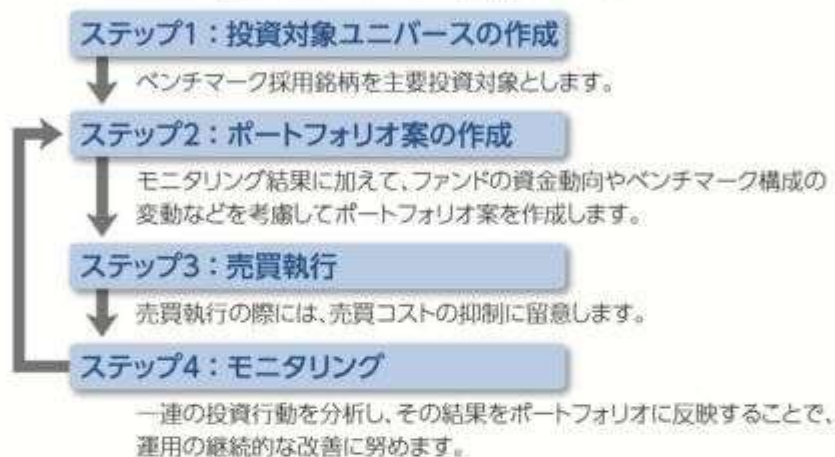 ステップ1：投資対象ユニバースの作成
ベンチマーク採用銘柄を主要投資対象とします。
ステップ2：ポートフォリオ案の作成
モニタリング結果に加えて、ファンドの資金動向やベンチマーク構成の
変動などを考慮してポートフォリオ案を作成します。
ステップ3：売買執行
売買執行の際には、売買コストの抑制に留意します。
ステップ4：モニタリング
一連の投資行動を分析し、その結果をポートフォリオに反映することで、
運用の継続的な改善に努めます。